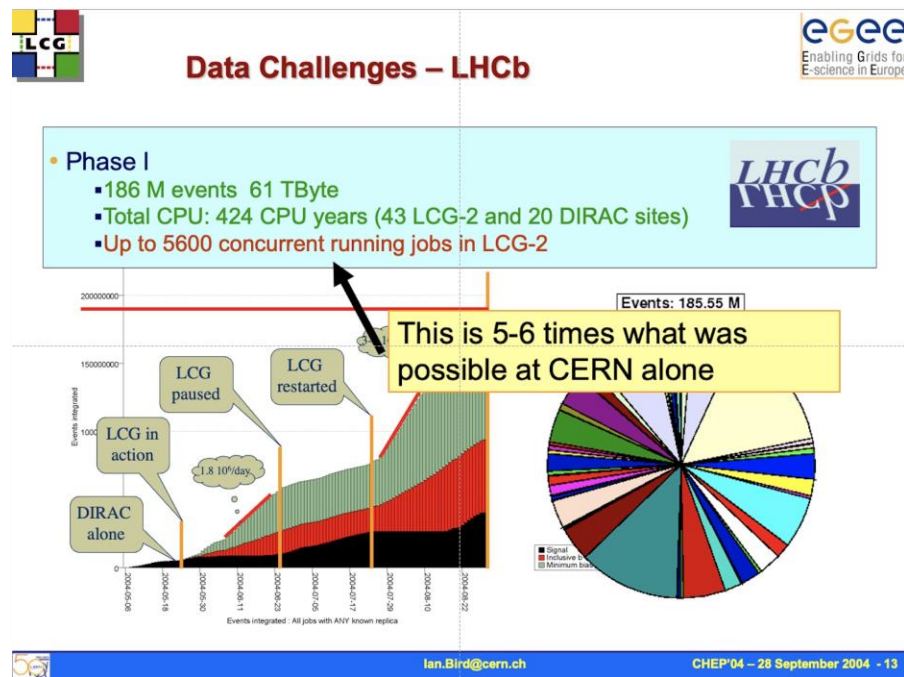 LCG
egee
Enabling Grids for
E-science in Europe
Data Challenges – LHCb
• Phase I
▪186 M events 61 TByte
▪Total CPU: 424 CPU years (43 LCG-2 and 20 DIRAC sites)
▪Up to 5600 concurrent running jobs in LCG-2
LHCb
This is 5-6 times what was
possible at CERN alone
Events: 185.55 M
200000000
150000000
0
Events integrated
DIRAC
alone
LCG in
action
1.8 10⁶/day
LCG
paused
LCG
restarted
Signal
Inclusive b
Minimum bias
2004-05-06
2004-05-18
2004-05-30
2004-06-11
2004-06-23
2004-07-05
2004-07-17
2004-07-29
2004-08-10
2004-08-22
Events integrated : All jobs with ANY known replica
Ian.Bird@cern.ch
CHEP'04 – 28 September 2004 - 13